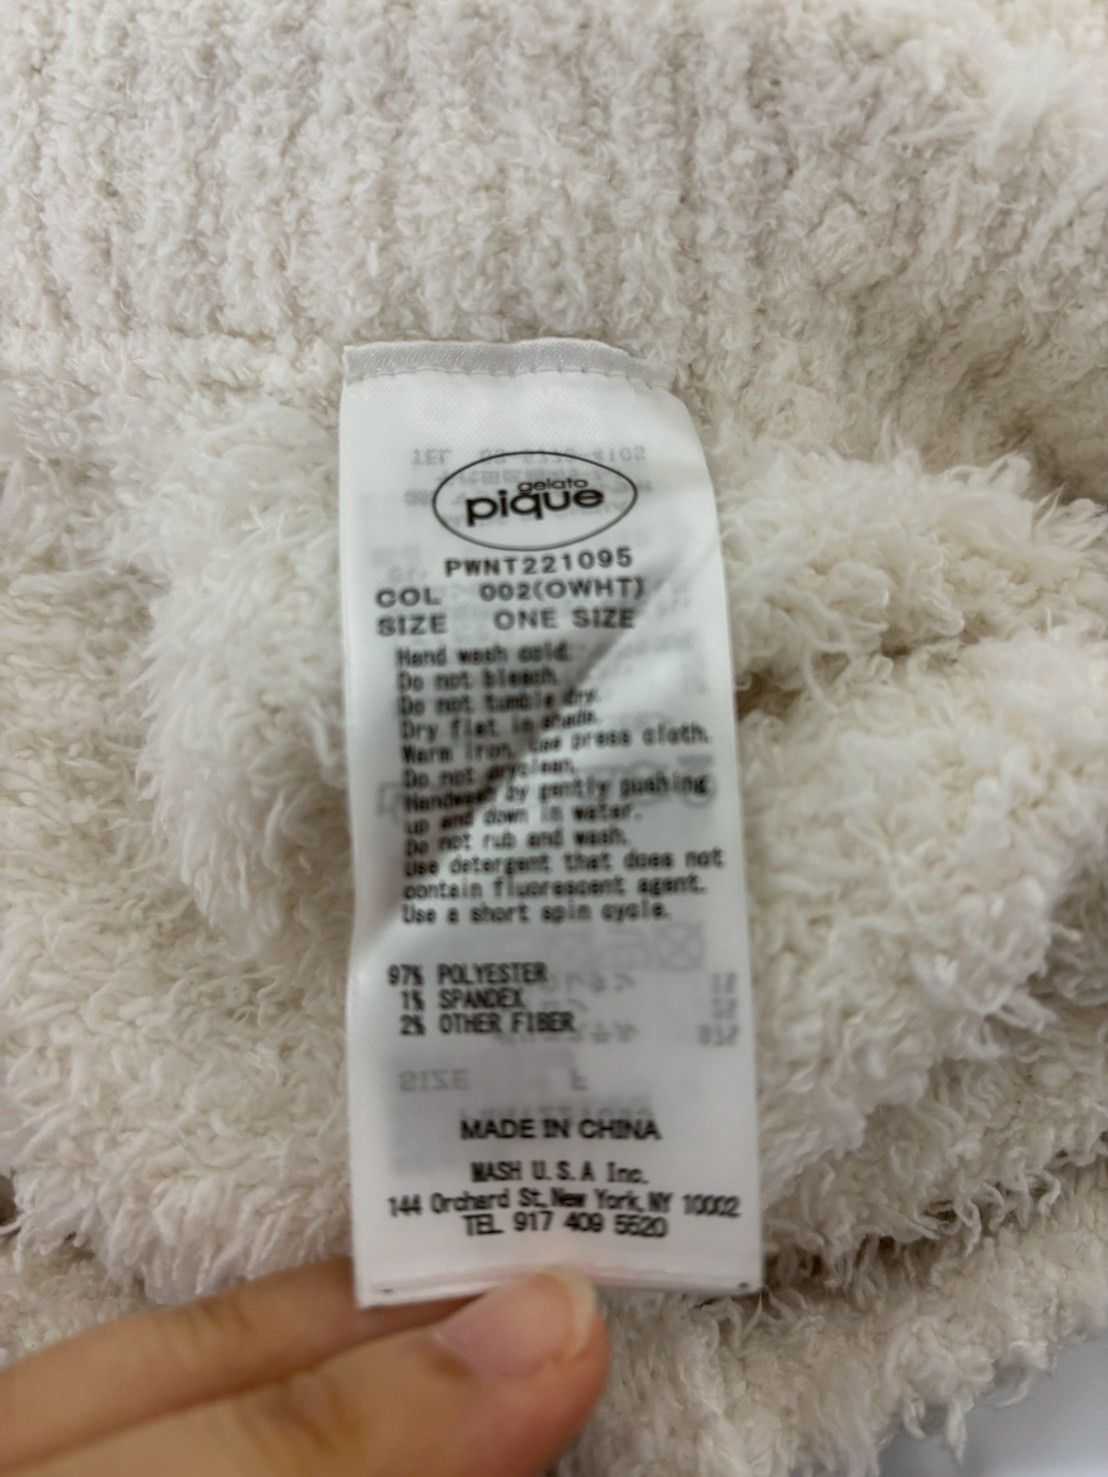 gelato
pique
PWNT221095
COL 002(OWHT)
SIZE ONE SIZE
Hand wash cold.
Do not bleach.
Do not tumble dry.
Dry flat in shade.
Warm iron, use press cloth.
Do not dryclean.
Handwash by gently pushing
up and down in water.
Do not rub and wash.
Use detergent that does not
contain fluorescent agent.
Use a short spin cycle.
97% POLYESTER
1% SPANDEX
2% OTHER FIBER
SIZE F
MADE IN CHINA
MASH U.S.A Inc.
144 Orchard St, New York, NY 10002
TEL 917 409 5520